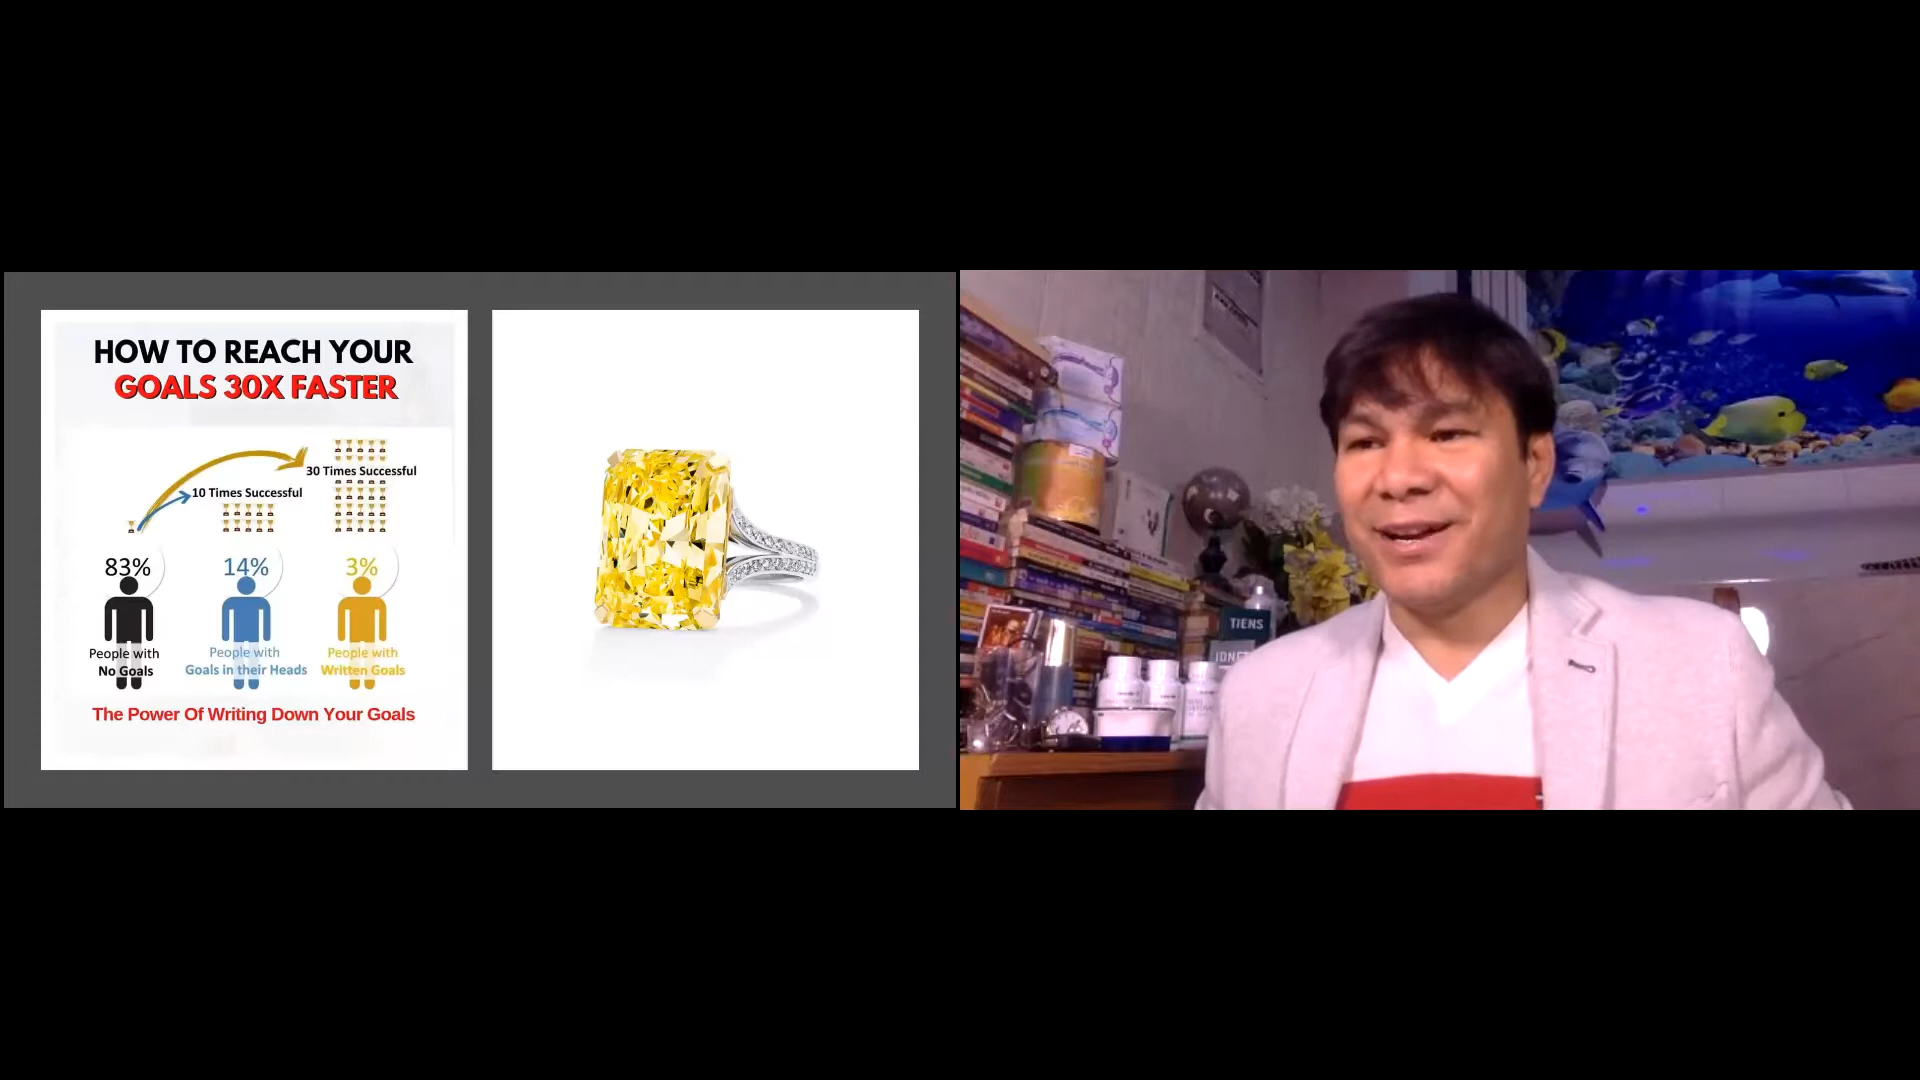 HOW TO REACH YOUR
GOALS 30X FASTER
30 Times Successful
10 Times Successful
83%
14%
3%
People with
No Goals
People with
Goals in their Heads
People with
Written Goals
The Power Of Writing Down Your Goals
TIENS